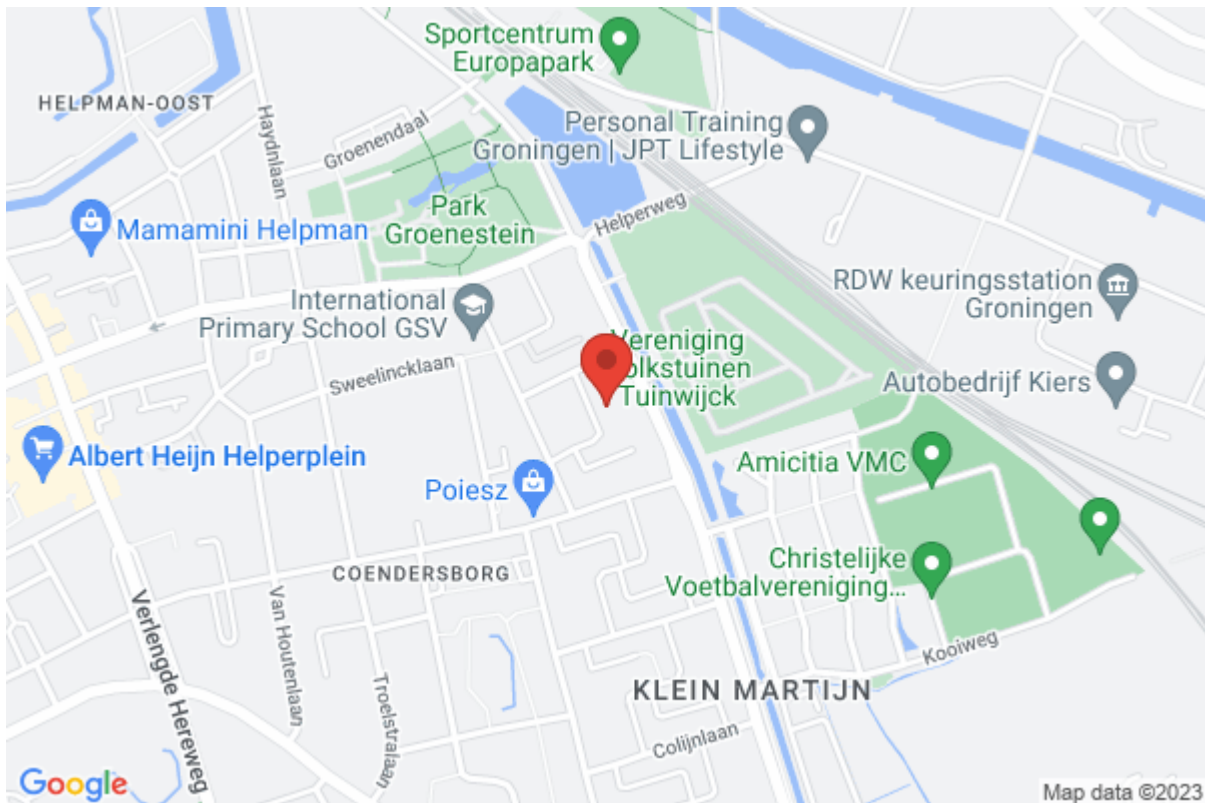 Sportcentrum
Europapark
HELPMAN-OOST
Haydnlaan
Groenendaal
Personal Training
Groningen | JPT Lifestyle
Park
Groenestein
Helperweg
Mamamini Helpman
RDW keuringsstation
Groningen
International
Primary School GSV
Vereniging
olkstuinen
Tuinwijck
Sweelincklaan
Autobedrijf Kiers
Albert Heijn Helperplein
Amicitia VMC
Poiesz
Christelijke
Voetbalvereniging...
COENDERSBORG
Verlengde Hereweg
Van Houtenlaan
Troelstralaan
Kooiweg
KLEIN MARTIJN
Colijnlaan
Google
Map data ©2023